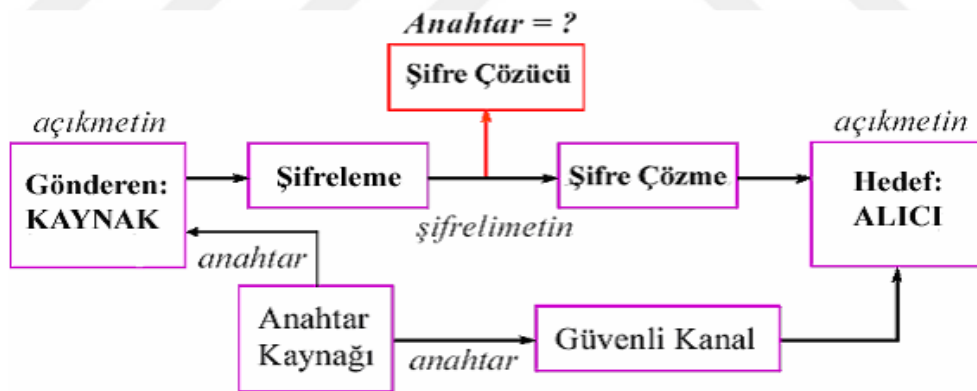 Anahtar = ?
Şifre Çözücü
açıkmetin
açıkmetin
Gönderen:
KAYNAK
Şifreleme
Şifre Çözme
Hedef:
ALICI
şifrelimetin
anahtar
Anahtar
Kaynağı
anahtar
Güvenli Kanal